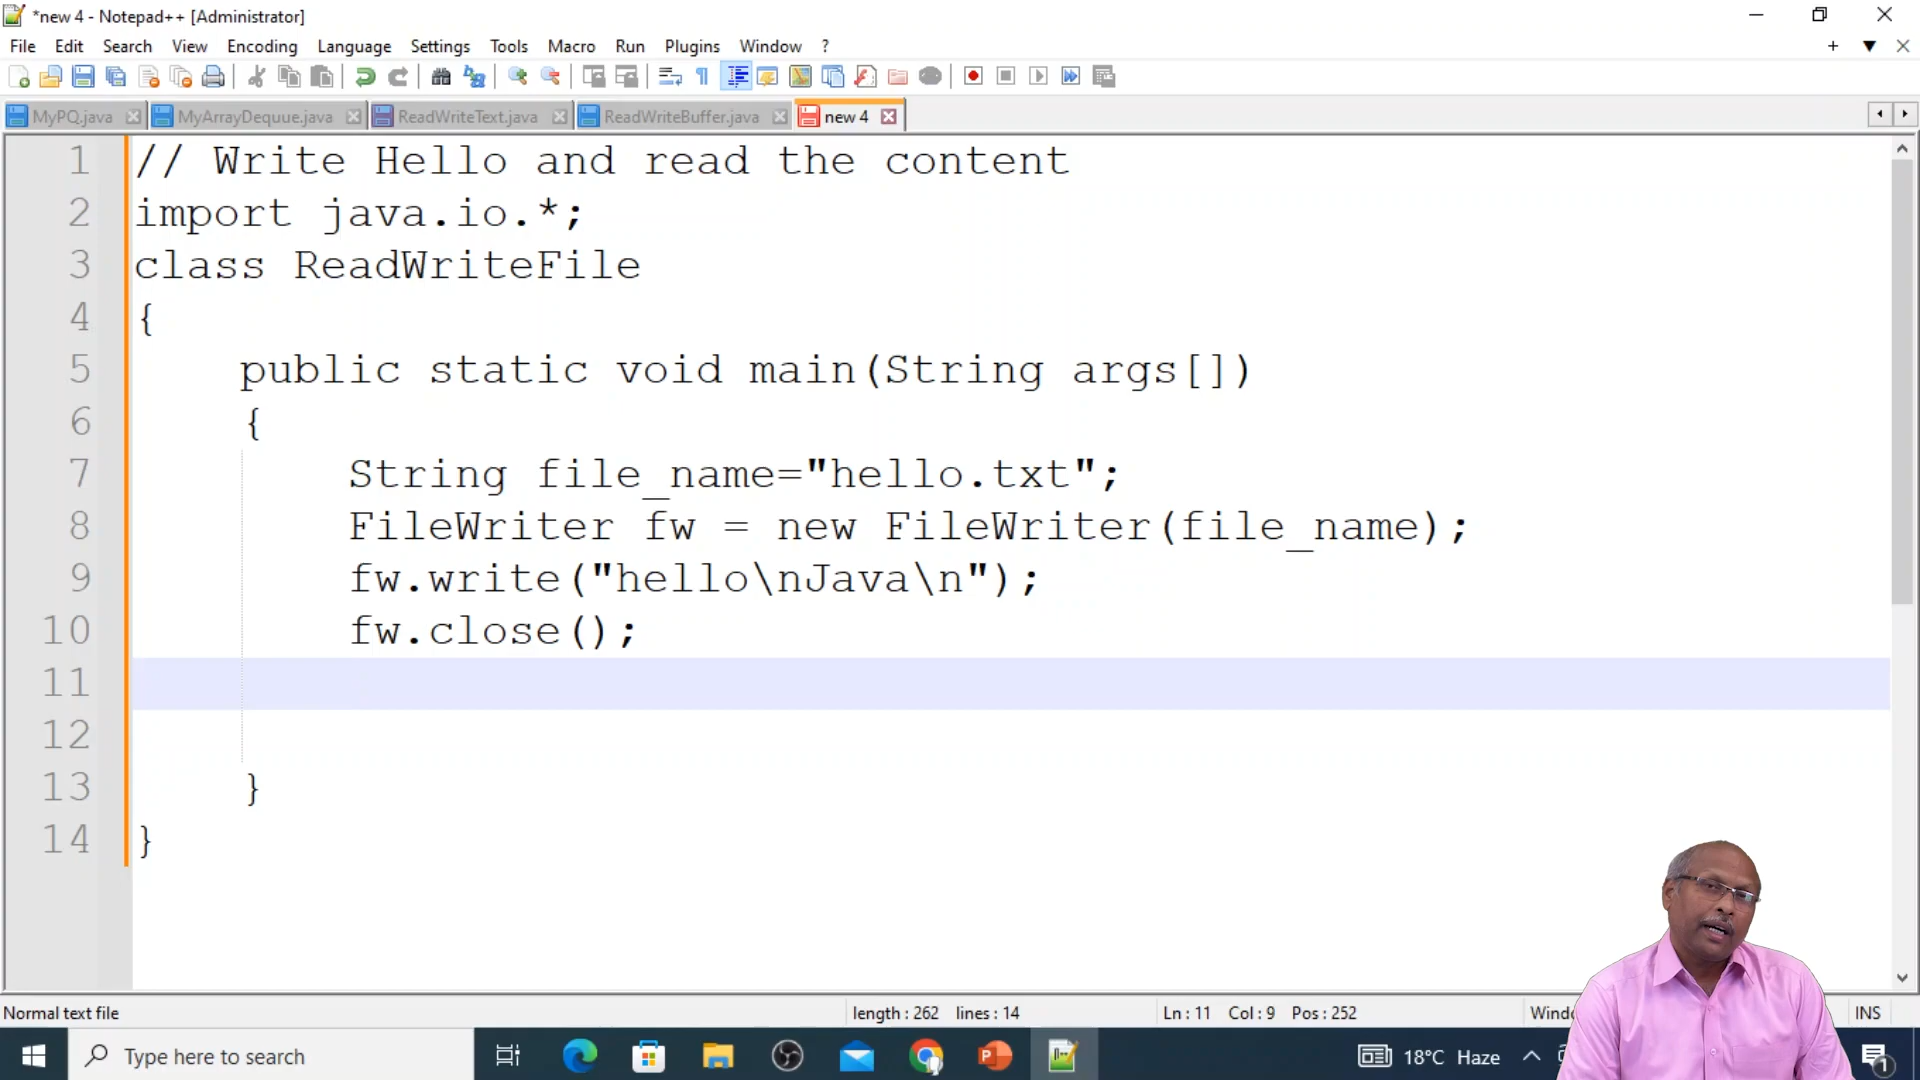 *new 4 - Notepad++ [Administrator]
File Edit Search View Encoding Language Settings Tools Macro Run Plugins Window ?
MyPQ.java MyArrayDequue.java ReadWriteText.java ReadWriteBuffer.java new 4
1 // Write Hello and read the content
2 import java.io.*;
3 class ReadWriteFile
4 {
5 public static void main(String args[])
6 {
7 String file_name="hello.txt";
8 FileWriter fw = new FileWriter(file_name);
9 fw.write("hello\nJava\n");
10 fw.close();
11
12
13 }
14 }
Normal text file length : 262 lines : 14 Ln : 11 Col : 9 Pos : 252 INS
Type here to search 18°C Haze 1